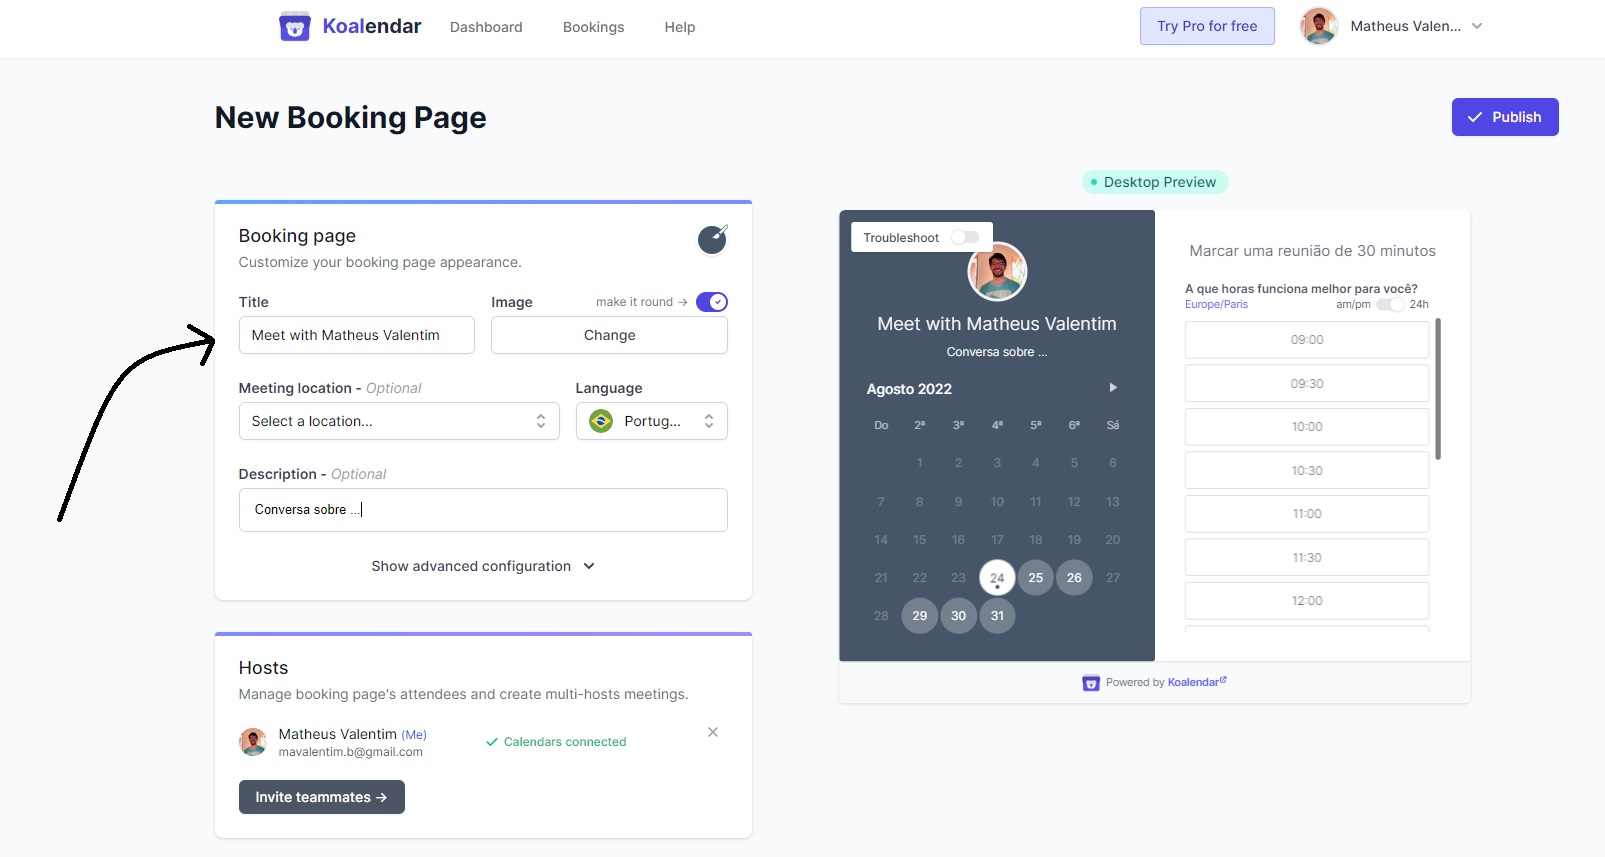 Koalendar
Dashboard
Bookings
Help
Try Pro for free
Matheus Valen...
New Booking Page
Publish
Desktop Preview
Booking page
Customize your booking page appearance.
Title
Image
make it round →
Meet with Matheus Valentim
Change
Meeting location - Optional
Language
Select a location...
Portug...
Description - Optional
Conversa sobre ...
Show advanced configuration
Hosts
Manage booking page's attendees and create multi-hosts meetings.
Matheus Valentim (Me)
mavalentim.b@gmail.com
Calendars connected
Invite teammates →
Troubleshoot
Meet with Matheus Valentim
Conversa sobre ...
Agosto 2022
Do 2ª 3ª 4ª 5ª 6ª Sá
1 2 3 4 5 6
7 8 9 10 11 12 13
14 15 16 17 18 19 20
21 22 23 24 25 26 27
28 29 30 31
Marcar uma reunião de 30 minutos
A que horas funciona melhor para você?
Europe/Paris
am/pm
24h
09:00
09:30
10:00
10:30
11:00
11:30
12:00
Powered by Koalendar